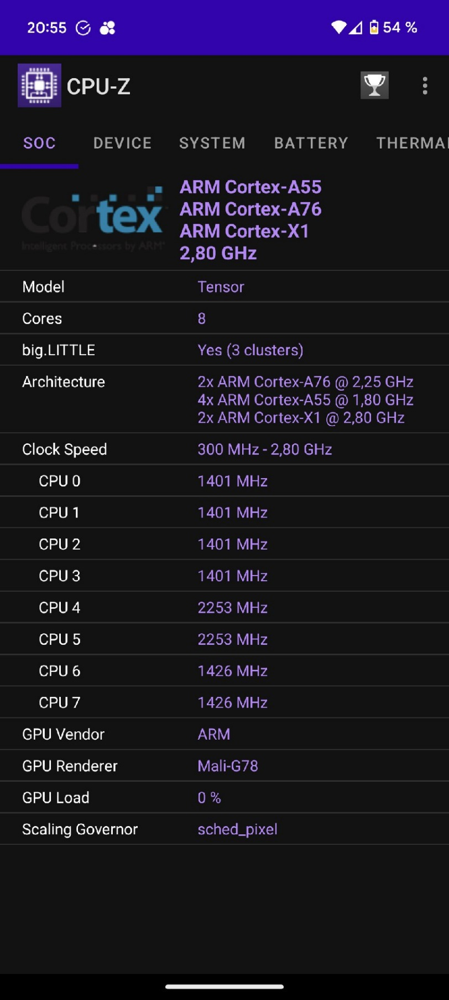 20:55 54 %
CPU-Z
SOC DEVICE SYSTEM BATTERY THERMAL
Cortex
Intelligent Processors by ARM®
ARM Cortex-A55
ARM Cortex-A76
ARM Cortex-X1
2,80 GHz
Model Tensor
Cores 8
big.LITTLE Yes (3 clusters)
Architecture 2x ARM Cortex-A76 @ 2,25 GHz
4x ARM Cortex-A55 @ 1,80 GHz
2x ARM Cortex-X1 @ 2,80 GHz
Clock Speed 300 MHz - 2,80 GHz
CPU 0 1401 MHz
CPU 1 1401 MHz
CPU 2 1401 MHz
CPU 3 1401 MHz
CPU 4 2253 MHz
CPU 5 2253 MHz
CPU 6 1426 MHz
CPU 7 1426 MHz
GPU Vendor ARM
GPU Renderer Mali-G78
GPU Load 0 %
Scaling Governor sched_pixel